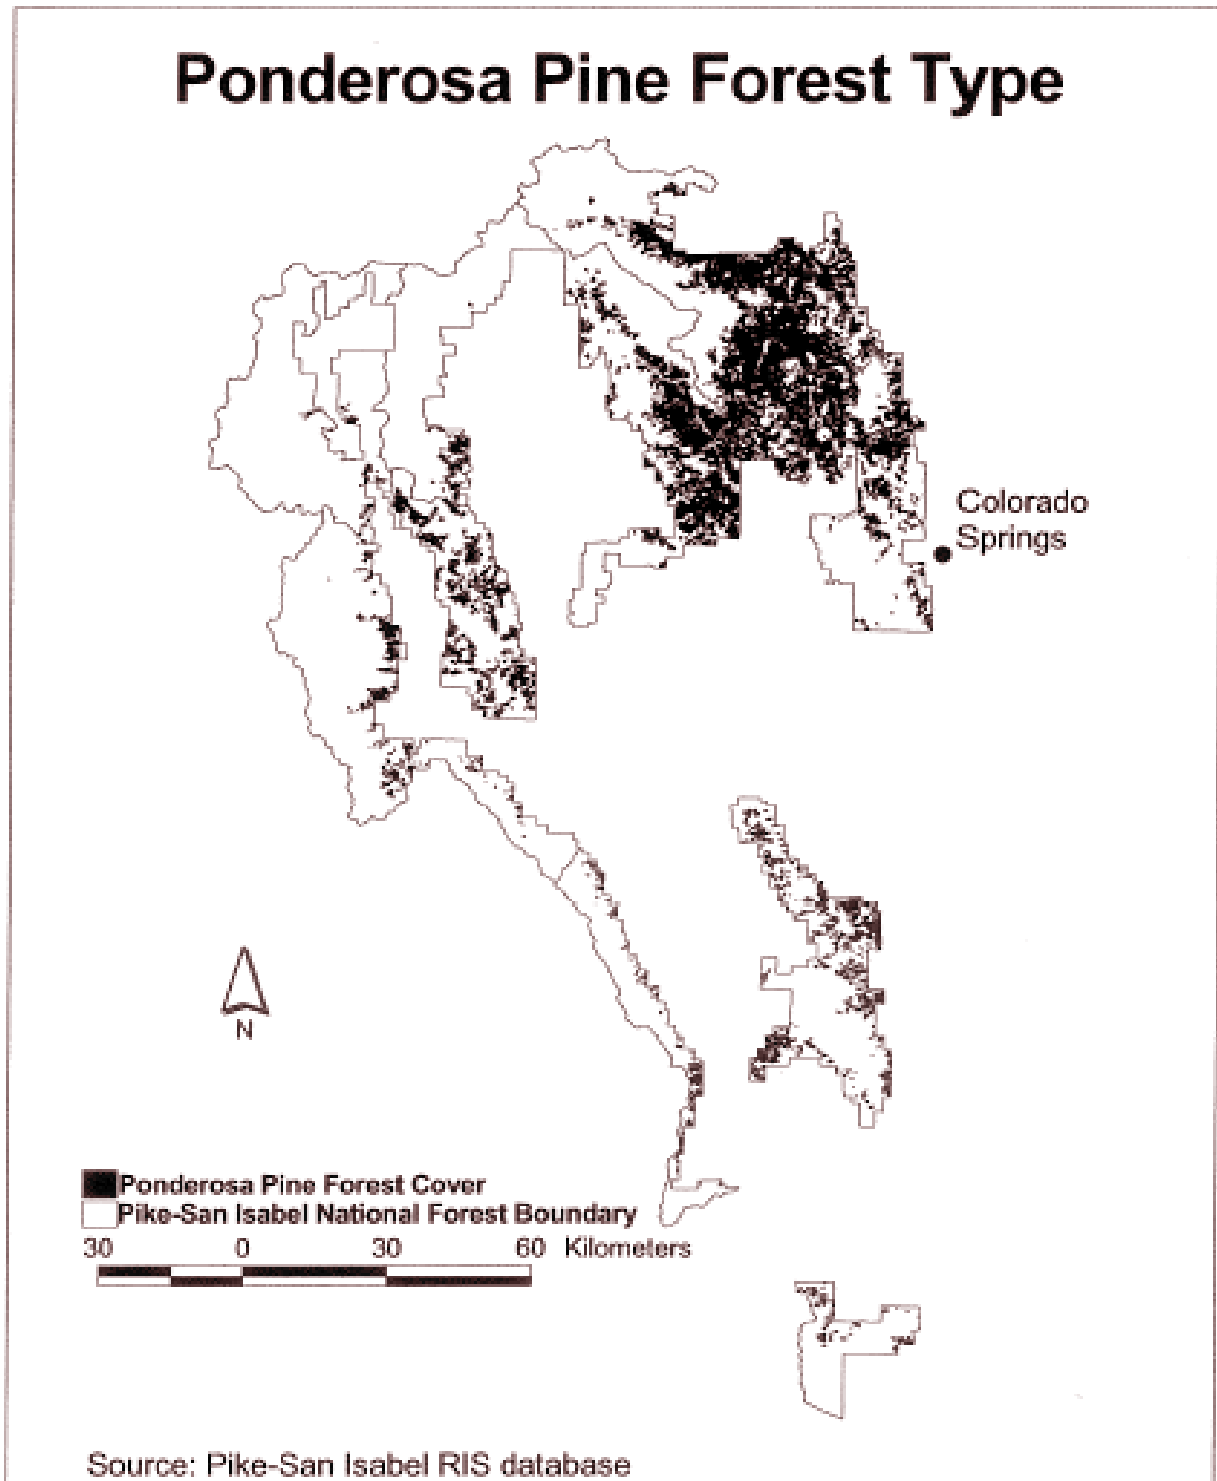 Ponderosa Pine Forest Type
Colorado
Springs
N
Ponderosa Pine Forest Cover
Pike-San Isabel National Forest Boundary
30 0 30 60 Kilometers
Source: Pike-San Isabel RIS database